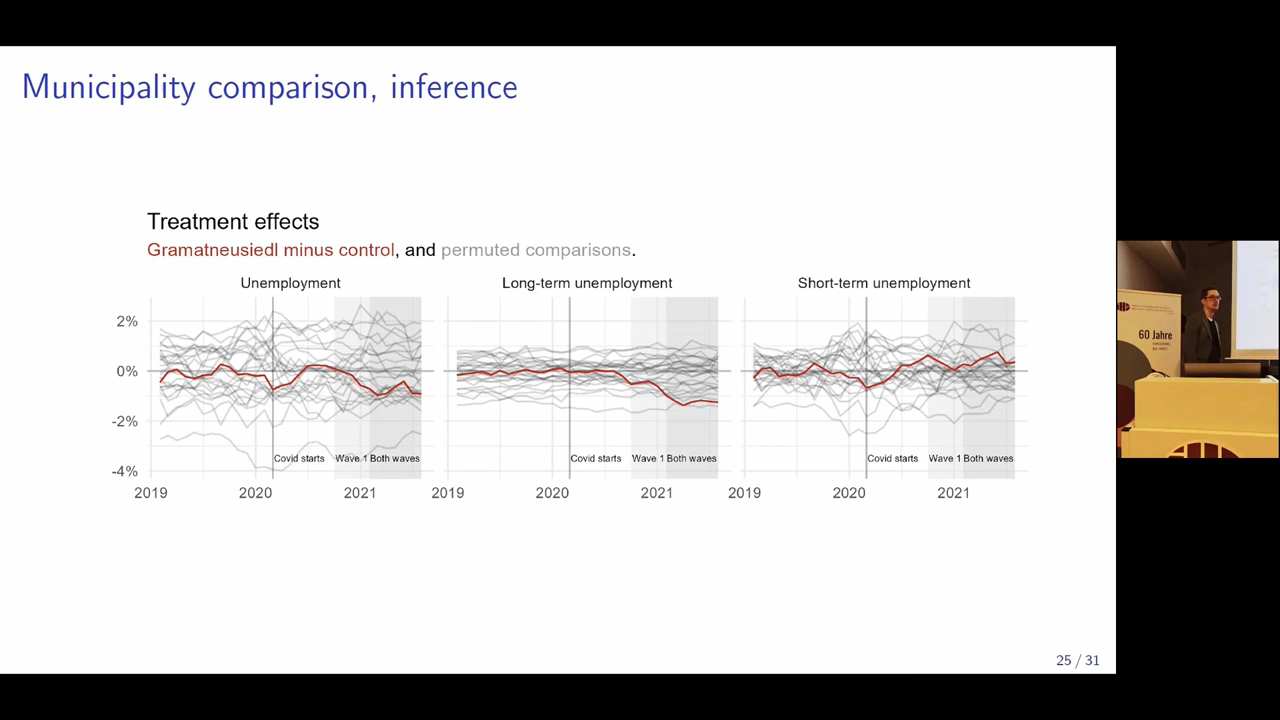 Municipality comparison, inference
Treatment effects
Gramatneusiedl minus control, and permuted comparisons.
Unemployment
Long-term unemployment
Short-term unemployment
2%
0%
-2%
-4%
Covid starts
Wave 1
Both waves
Covid starts
Wave 1
Both waves
Covid starts
Wave 1
Both waves
2019
2020
2021
2019
2020
2021
2019
2020
2021
25 / 31
60 Jahre